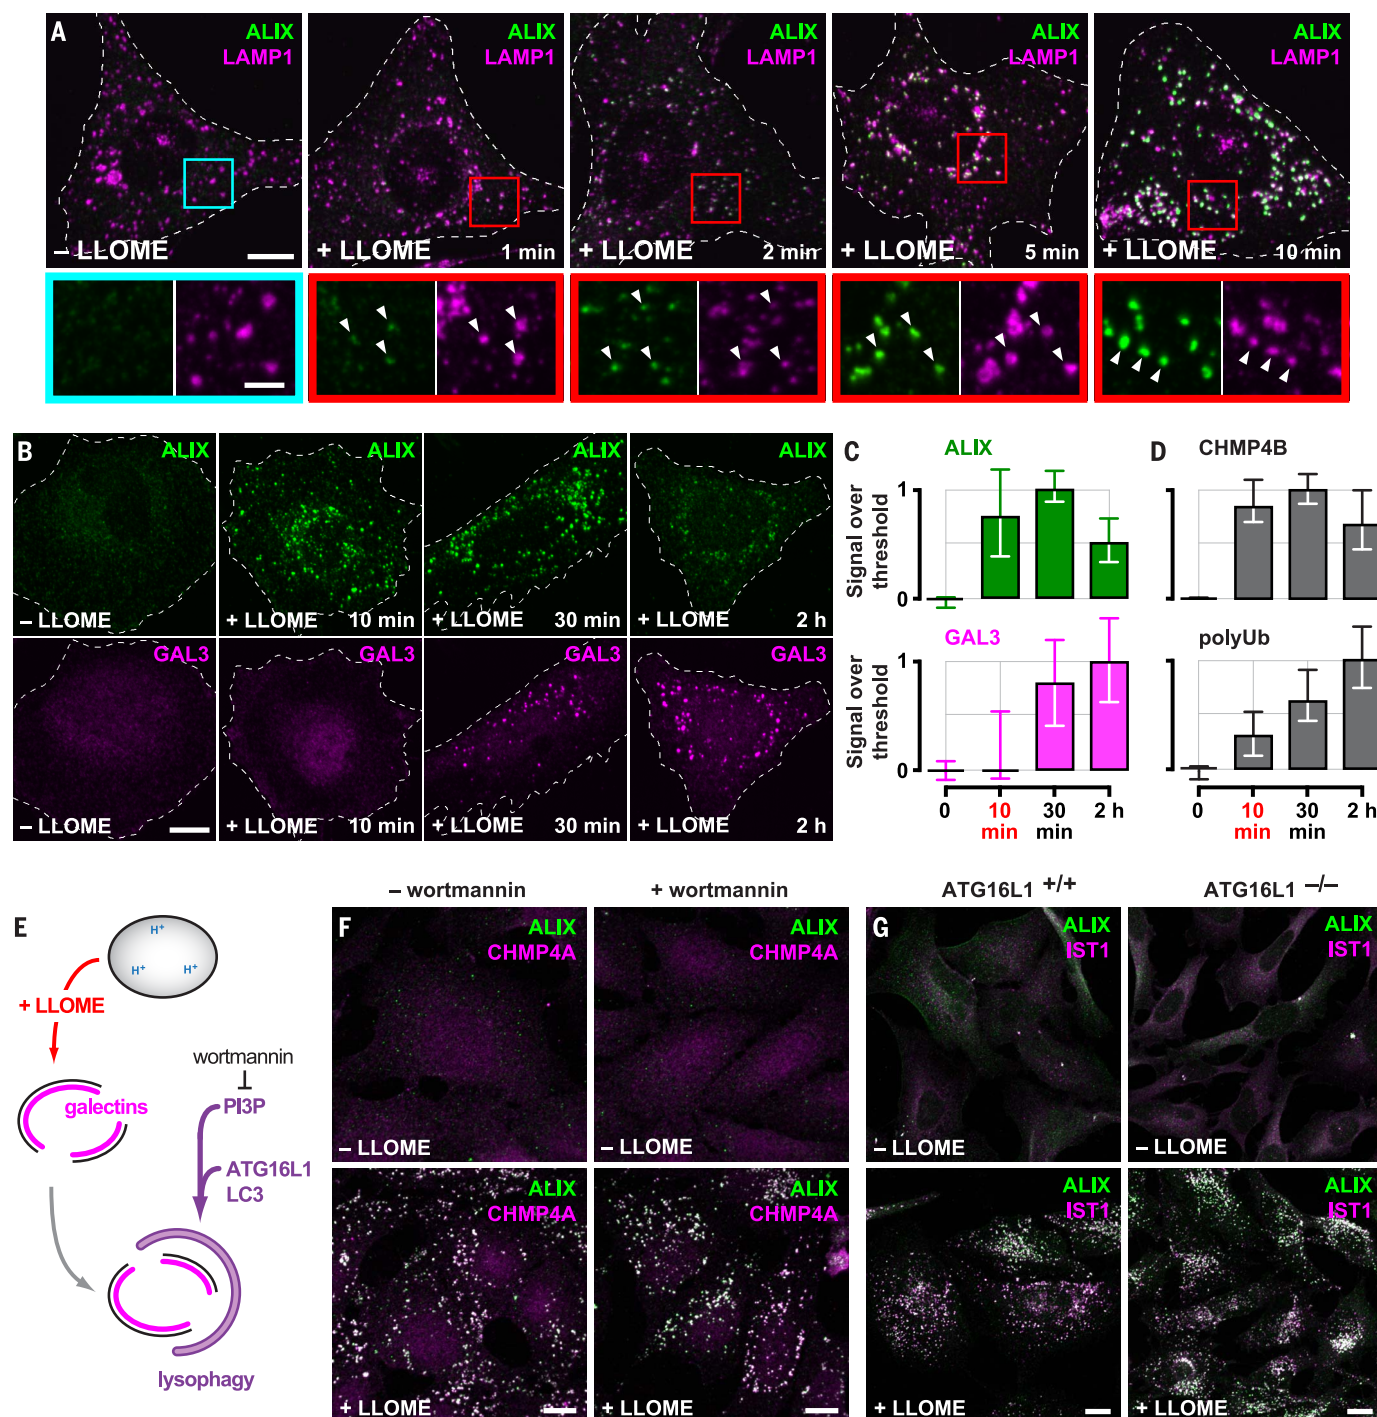 A
ALIX
LAMP1
– LLOME
ALIX
LAMP1
+ LLOME
1 min
ALIX
LAMP1
+ LLOME
2 min
ALIX
LAMP1
+ LLOME
5 min
ALIX
LAMP1
+ LLOME
10 min
B
ALIX
– LLOME
ALIX
+ LLOME
10 min
ALIX
+ LLOME
30 min
ALIX
+ LLOME
2 h
GAL3
– LLOME
GAL3
+ LLOME
10 min
GAL3
+ LLOME
30 min
GAL3
+ LLOME
2 h
C
ALIX
Signal over
threshold
1
0
GAL3
Signal over
threshold
1
0
0
10
min
30
min
2 h
D
CHMP4B
polyUb
0
10
min
30
min
2 h
E
H+
H+
H+
+ LLOME
wortmannin
galectins
PI3P
ATG16L1
LC3
lysophagy
– wortmannin
+ wortmannin
F
ALIX
CHMP4A
– LLOME
ALIX
CHMP4A
– LLOME
ALIX
CHMP4A
+ LLOME
ALIX
CHMP4A
+ LLOME
ATG16L1 +/+
ATG16L1 –/–
G
ALIX
IST1
– LLOME
ALIX
IST1
– LLOME
ALIX
IST1
+ LLOME
ALIX
IST1
+ LLOME